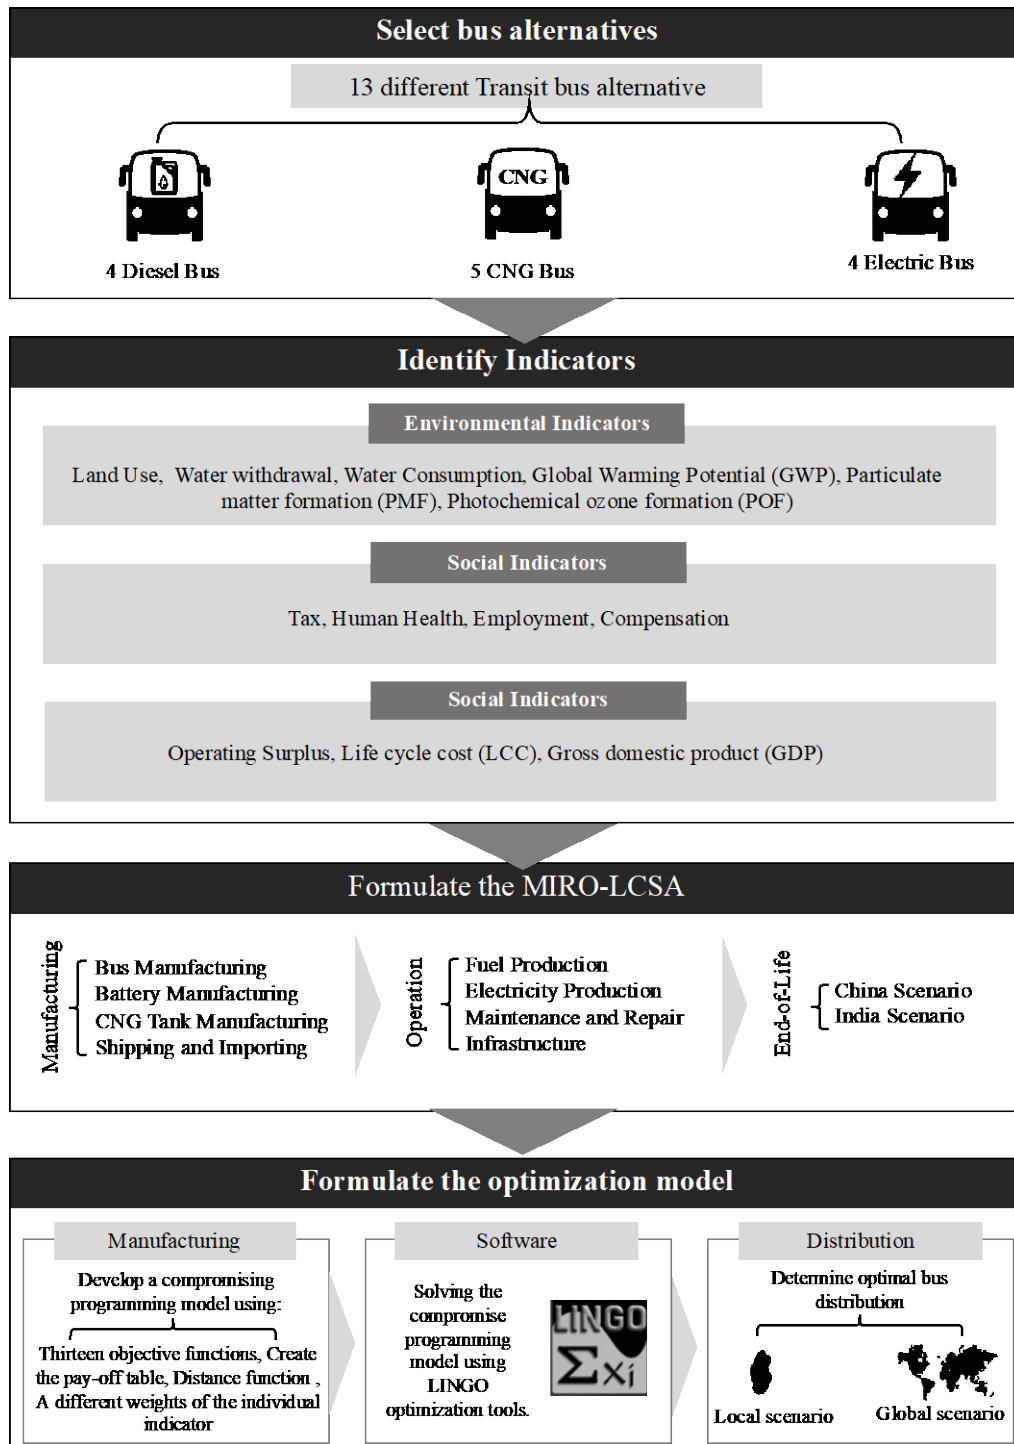 Select bus alternatives
13 different Transit bus alternative
CNG
4 Diesel Bus
5 CNG Bus
4 Electric Bus
Identify Indicators
Environmental Indicators
Land Use, Water withdrawal, Water Consumption, Global Warming Potential (GWP), Particulate
matter formation (PMF), Photochemical ozone formation (POF)
Social Indicators
Tax, Human Health, Employment, Compensation
Social Indicators
Operating Surplus, Life cycle cost (LCC), Gross domestic product (GDP)
Formulate the MIRO-LCSA
Manufacturing
Bus Manufacturing
Battery Manufacturing
CNG Tank Manufacturing
Shipping and Importing
Operation
Fuel Production
Electricity Production
Maintenance and Repair
Infrastructure
End-of-Life
China Scenario
India Scenario
Formulate the optimization model
Manufacturing
Develop a compromising
programming model using:
Thirteen objective functions, Create
the pay-off table, Distance function ,
A different weights of the individual
indicator
Software
Solving the
compromise
programming
model using
LINGO
optimization tools.
LINGO
Σxi
Distribution
Determine optimal bus
distribution
Local scenario
Global scenario